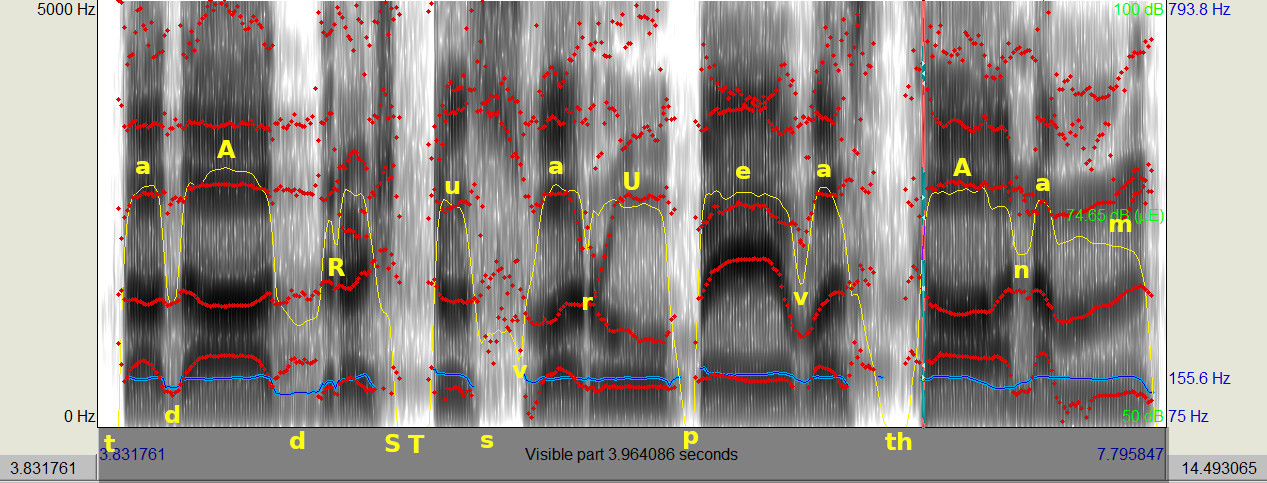 5000 Hz 100 dB 793.8 Hz
a A u a U e a A a
74.65 dB (µE)
m
R n
r v
v
155.6 Hz
d
0 Hz 50 dB 75 Hz
t d S T s p th
3.831761 Visible part 3.964086 seconds 7.795847
3.831761 14.493065